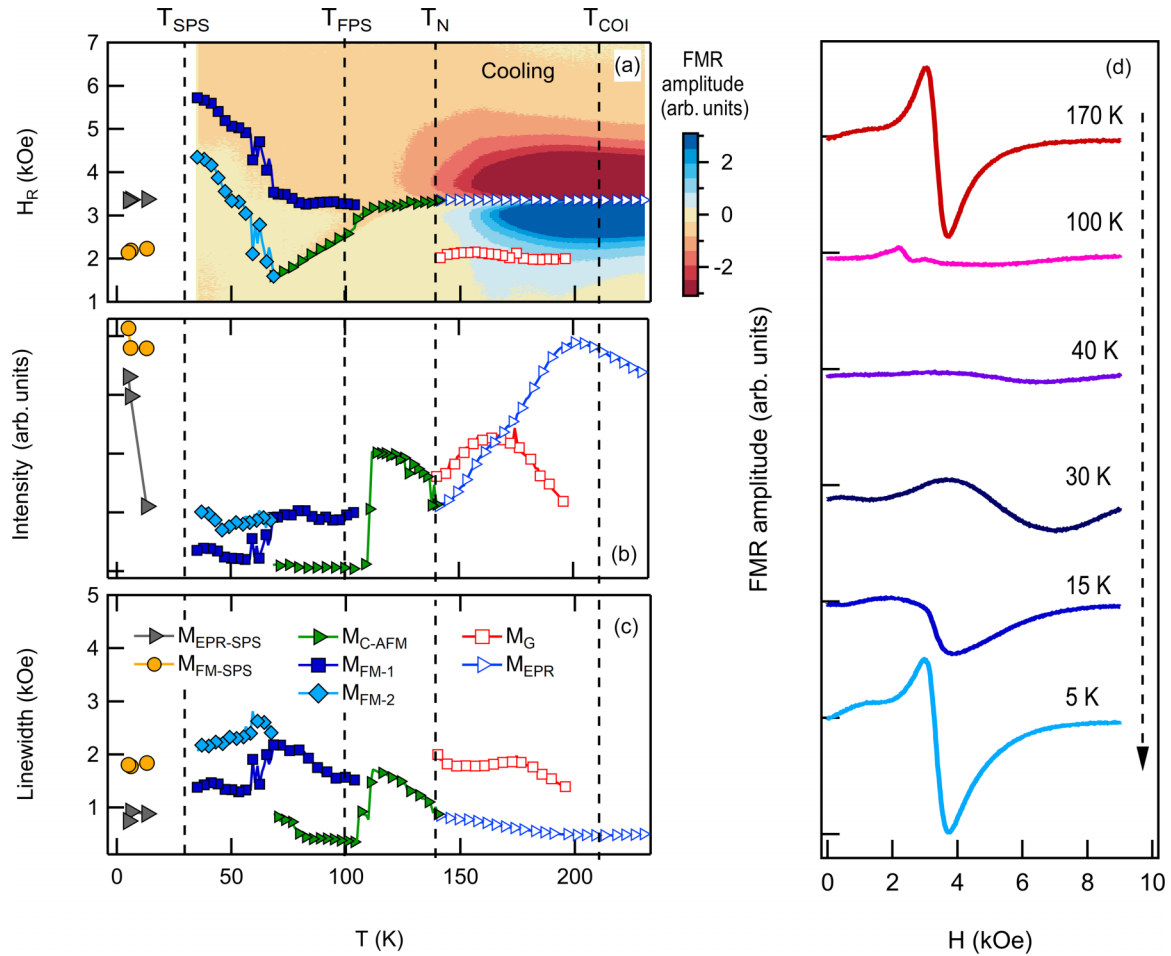 T_SPS T_FPS T_N T_COI
7
6
5
4
3
2
1
H_R (kOe)
(a)
Cooling
FMR
amplitude
(arb. units)
2
0
-2
Intensity (arb. units)
(b)
5
4
3
2
1
0
Linewidth (kOe)
(c)
M_EPR-SPS M_C-AFM M_G
M_FM-SPS M_FM-1 M_EPR
M_FM-2
0 50 100 150 200
T (K)
(d)
FMR amplitude (arb. units)
170 K
100 K
40 K
30 K
15 K
5 K
0 2 4 6 8 10
H (kOe)